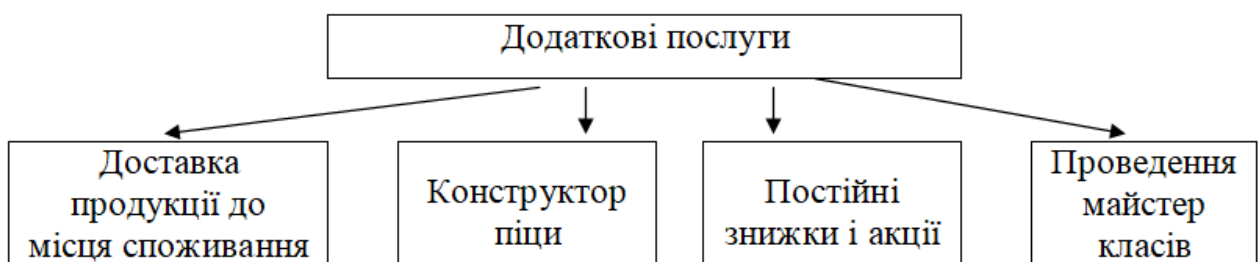 Додаткові послуги
Доставка
продукції до
місця споживання
Конструктор
піци
Постійні
знижки і акції
Проведення
майстер
класів